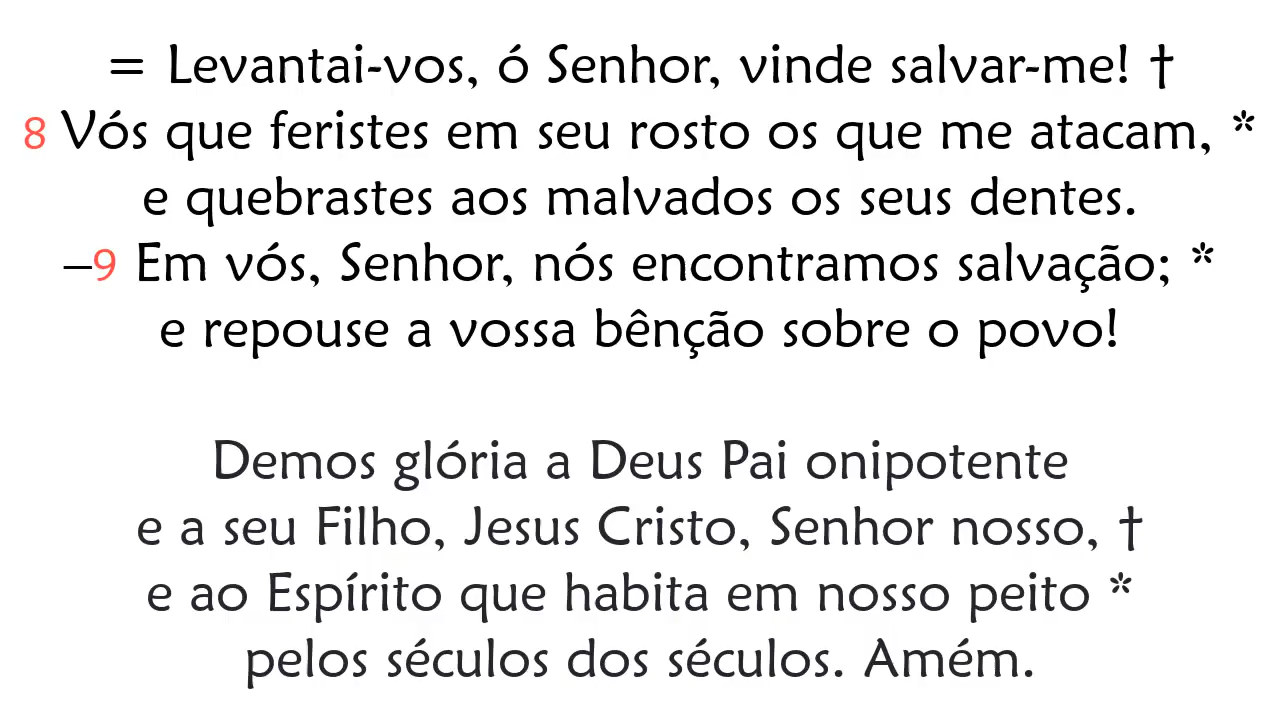 = Levantai-vos, ó Senhor, vinde salvar-me! †
8 Vós que feristes em seu rosto os que me atacam, *
e quebrastes aos malvados os seus dentes.
–9 Em vós, Senhor, nós encontramos salvação; *
e repouse a vossa bênção sobre o povo!
Demos glória a Deus Pai onipotente
e a seu Filho, Jesus Cristo, Senhor nosso, †
e ao Espírito que habita em nosso peito *
pelos séculos dos séculos. Amém.